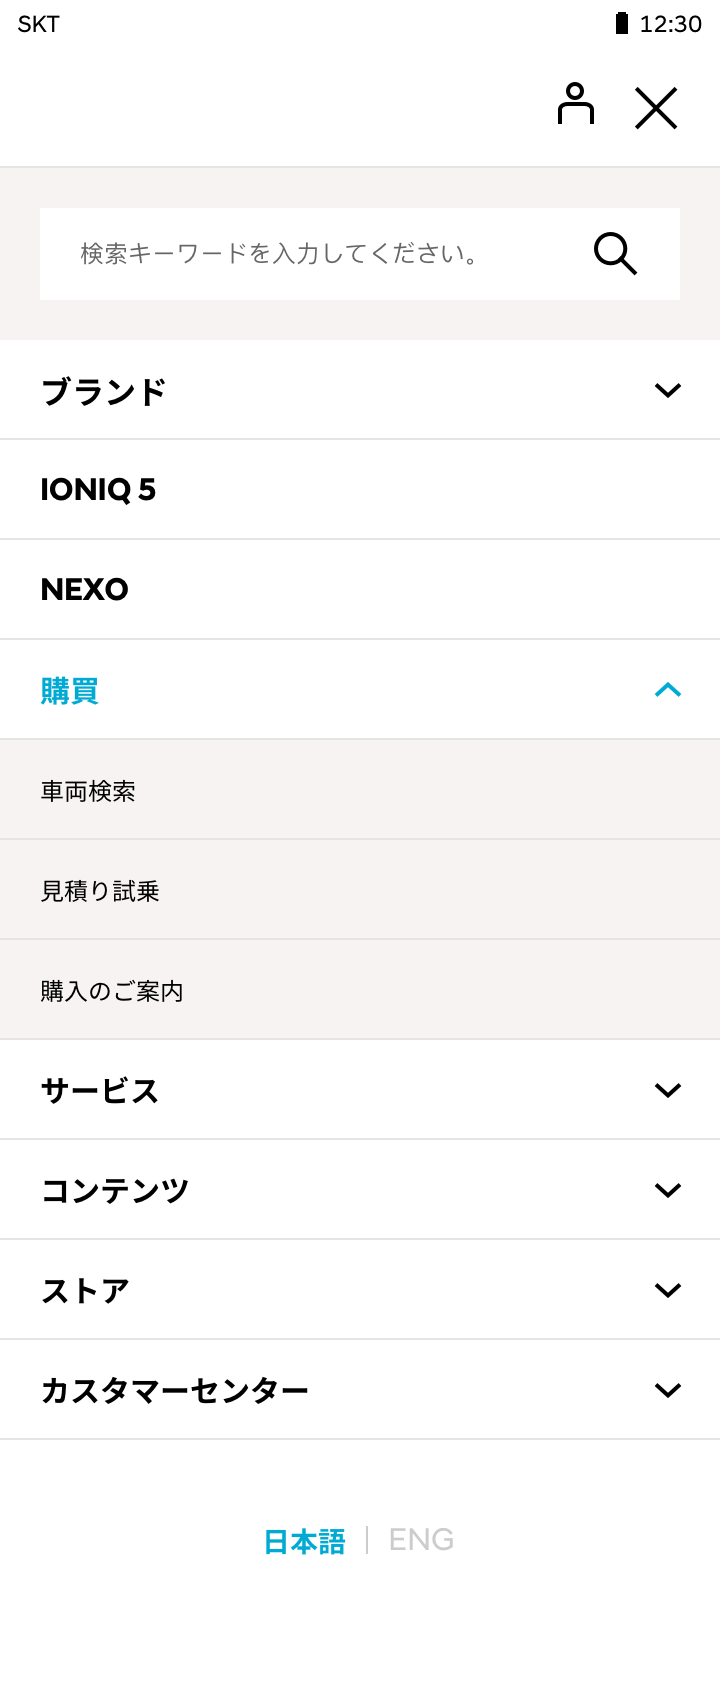 SKT 12:30
検索キーワードを入力してください。
ブランド
IONIQ 5
NEXO
購買
車両検索
見積り試乗
購入のご案内
サービス
コンテンツ
ストア
カスタマーセンター
日本語 | ENG